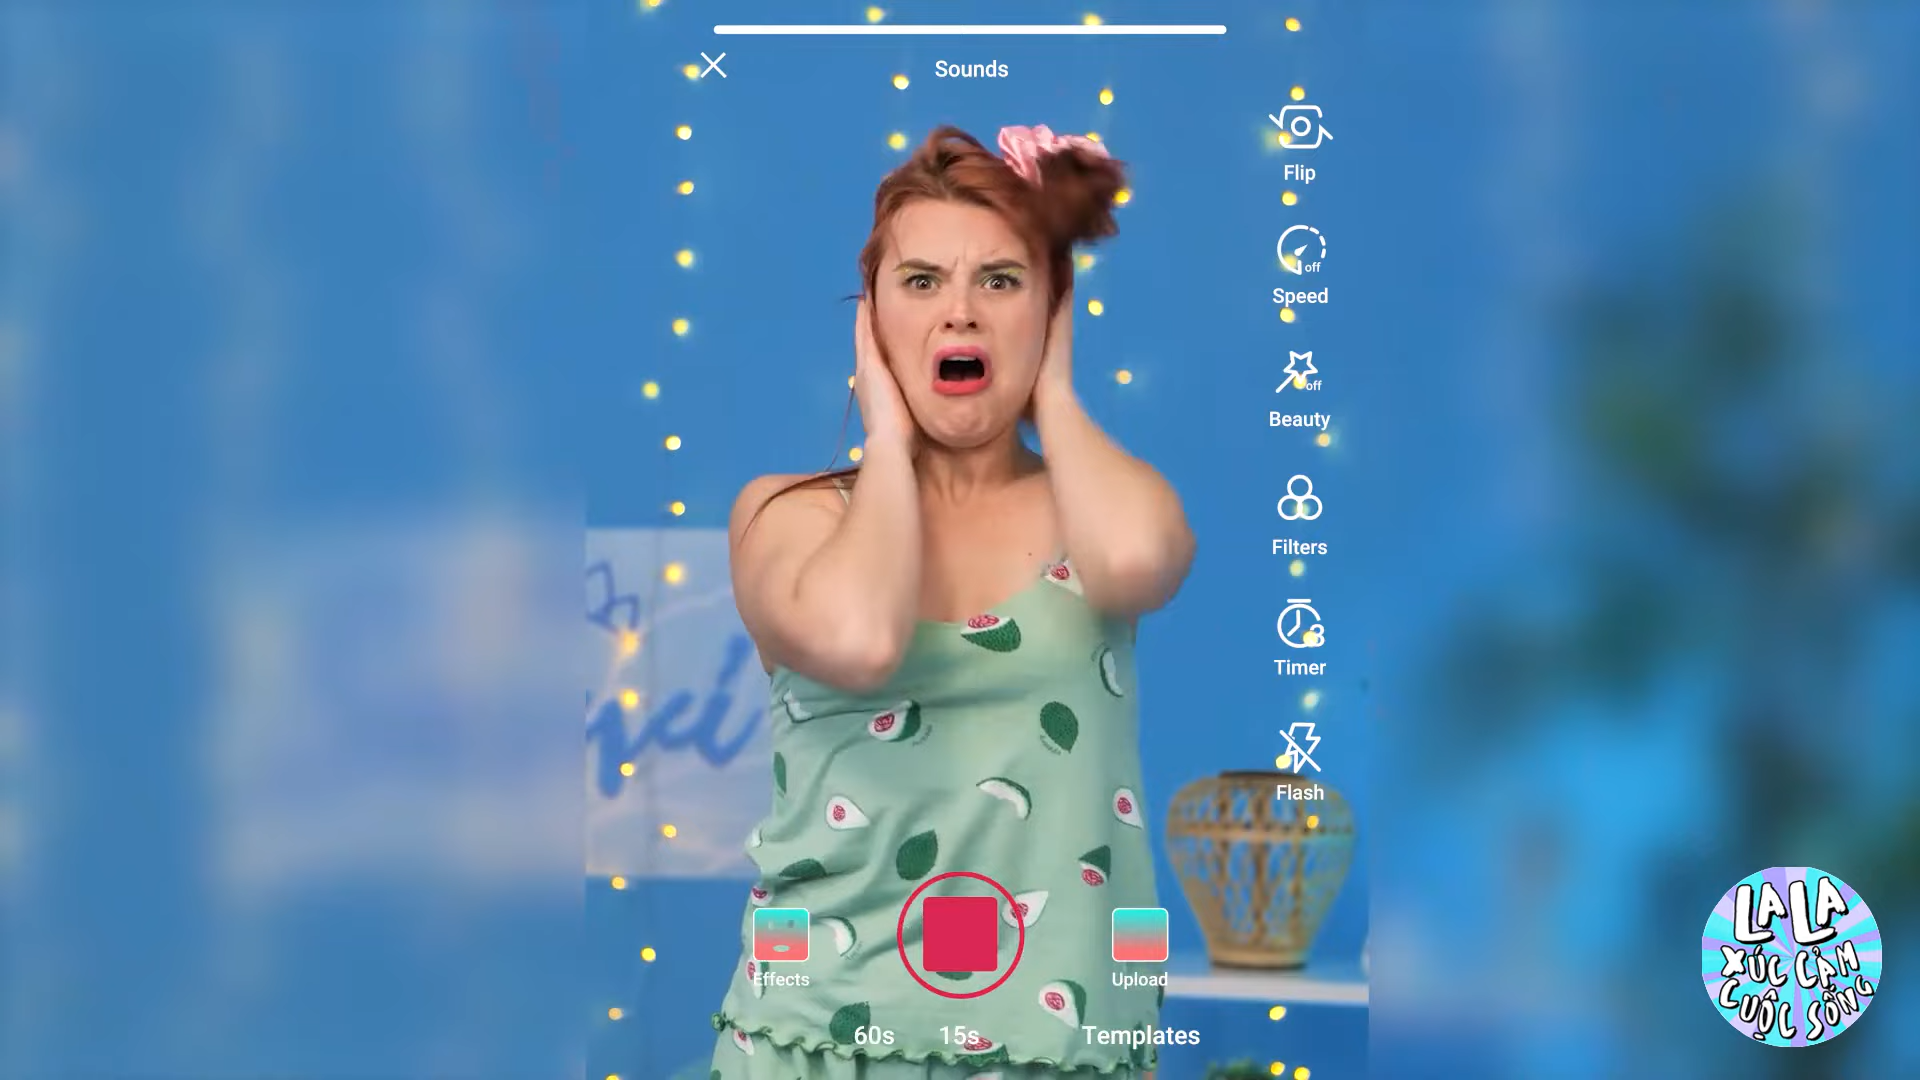 Sounds
Flip
off
Speed
off
Beauty
Filters
3
Timer
Flash
Effects
Upload
60s
15s
Templates
LA LA
XÚC CẢM
CUỘC SỐNG